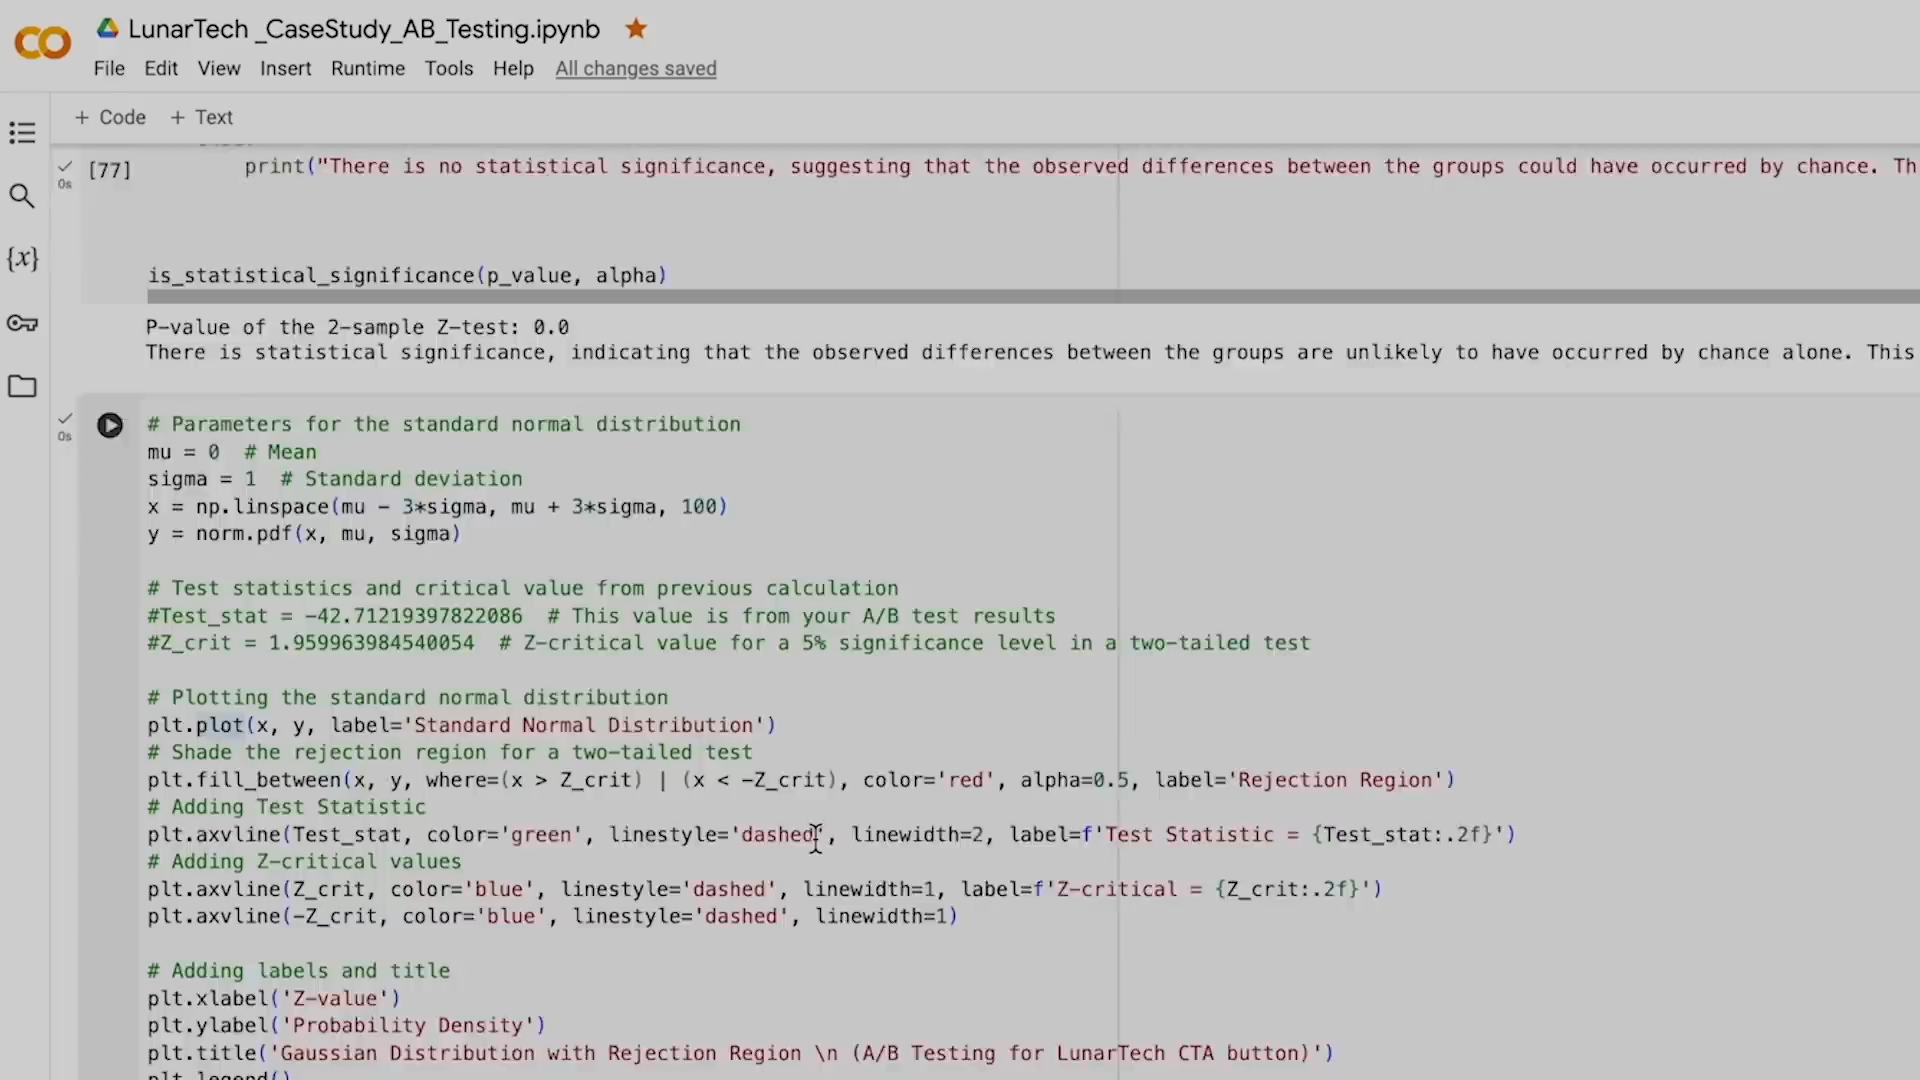 LunarTech _CaseStudy_AB_Testing.ipynb
File Edit View Insert Runtime Tools Help All changes saved
+ Code + Text
[77] print("There is no statistical significance, suggesting that the observed differences between the groups could have occurred by chance. Th
0s
is_statistical_significance(p_value, alpha)
P-value of the 2-sample Z-test: 0.0
There is statistical significance, indicating that the observed differences between the groups are unlikely to have occurred by chance alone. This
0s
# Parameters for the standard normal distribution
mu = 0  # Mean
sigma = 1  # Standard deviation
x = np.linspace(mu - 3*sigma, mu + 3*sigma, 100)
y = norm.pdf(x, mu, sigma)
# Test statistics and critical value from previous calculation
#Test_stat = -42.71219397822086  # This value is from your A/B test results
#Z_crit = 1.959963984540054  # Z-critical value for a 5% significance level in a two-tailed test
# Plotting the standard normal distribution
plt.plot(x, y, label='Standard Normal Distribution')
# Shade the rejection region for a two-tailed test
plt.fill_between(x, y, where=(x > Z_crit) | (x < -Z_crit), color='red', alpha=0.5, label='Rejection Region')
# Adding Test Statistic
plt.axvline(Test_stat, color='green', linestyle='dashed', linewidth=2, label=f'Test Statistic = {Test_stat:.2f}')
# Adding Z-critical values
plt.axvline(Z_crit, color='blue', linestyle='dashed', linewidth=1, label=f'Z-critical = {Z_crit:.2f}')
plt.axvline(-Z_crit, color='blue', linestyle='dashed', linewidth=1)
# Adding labels and title
plt.xlabel('Z-value')
plt.ylabel('Probability Density')
plt.title('Gaussian Distribution with Rejection Region \n (A/B Testing for LunarTech CTA button)')
plt.legend()